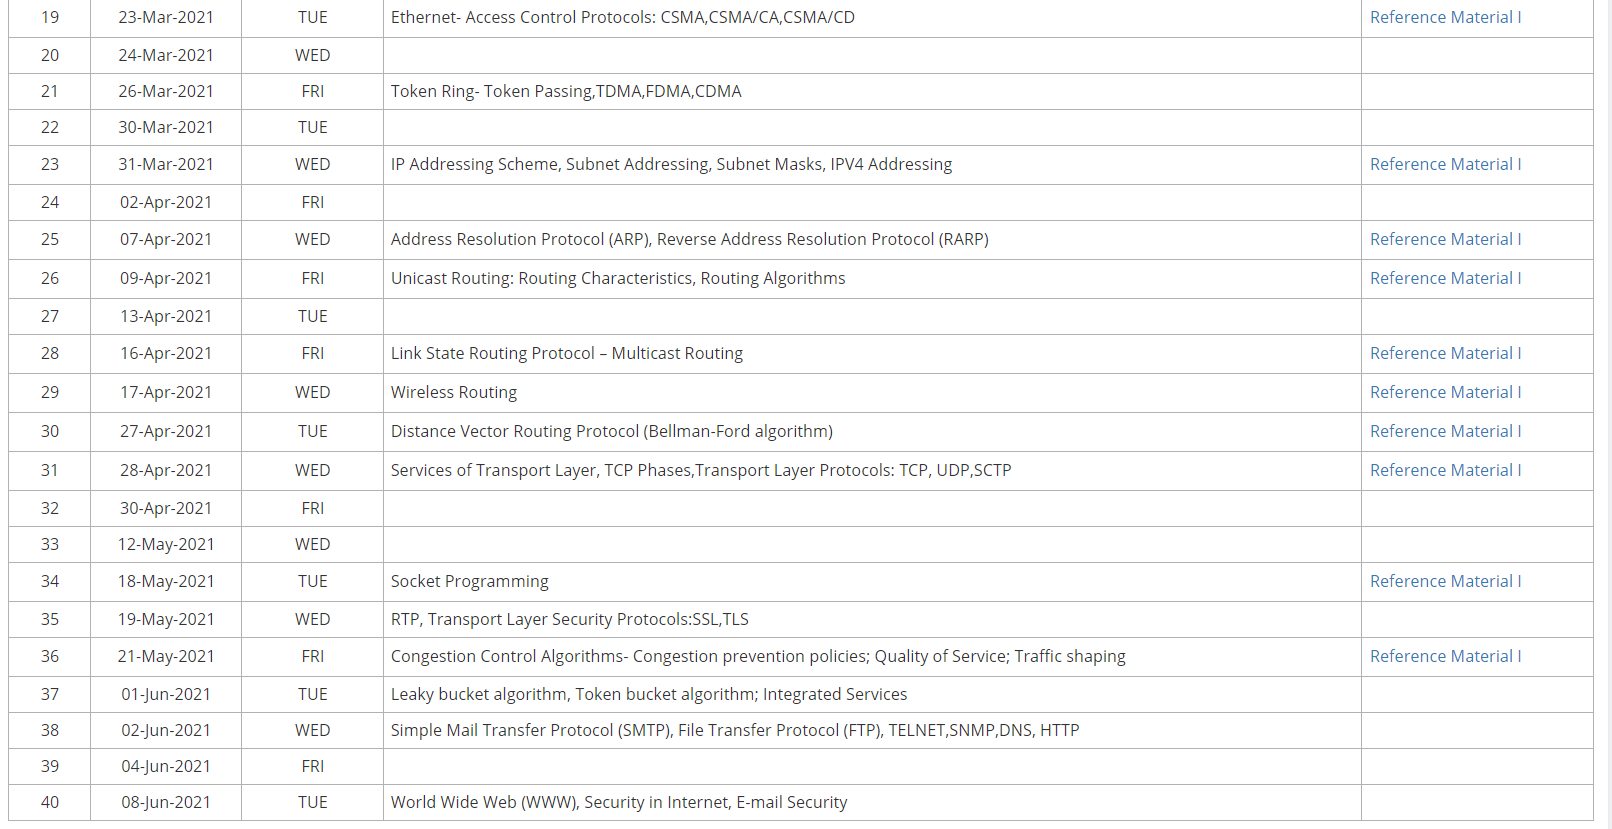 19 23-Mar-2021 TUE Ethernet- Access Control Protocols: CSMA,CSMA/CA,CSMA/CD Reference Material I
20 24-Mar-2021 WED
21 26-Mar-2021 FRI Token Ring- Token Passing,TDMA,FDMA,CDMA
22 30-Mar-2021 TUE
23 31-Mar-2021 WED IP Addressing Scheme, Subnet Addressing, Subnet Masks, IPV4 Addressing Reference Material I
24 02-Apr-2021 FRI
25 07-Apr-2021 WED Address Resolution Protocol (ARP), Reverse Address Resolution Protocol (RARP) Reference Material I
26 09-Apr-2021 FRI Unicast Routing: Routing Characteristics, Routing Algorithms Reference Material I
27 13-Apr-2021 TUE
28 16-Apr-2021 FRI Link State Routing Protocol – Multicast Routing Reference Material I
29 17-Apr-2021 WED Wireless Routing Reference Material I
30 27-Apr-2021 TUE Distance Vector Routing Protocol (Bellman-Ford algorithm) Reference Material I
31 28-Apr-2021 WED Services of Transport Layer, TCP Phases,Transport Layer Protocols: TCP, UDP,SCTP Reference Material I
32 30-Apr-2021 FRI
33 12-May-2021 WED
34 18-May-2021 TUE Socket Programming Reference Material I
35 19-May-2021 WED RTP, Transport Layer Security Protocols:SSL,TLS
36 21-May-2021 FRI Congestion Control Algorithms- Congestion prevention policies; Quality of Service; Traffic shaping Reference Material I
37 01-Jun-2021 TUE Leaky bucket algorithm, Token bucket algorithm; Integrated Services
38 02-Jun-2021 WED Simple Mail Transfer Protocol (SMTP), File Transfer Protocol (FTP), TELNET,SNMP,DNS, HTTP
39 04-Jun-2021 FRI
40 08-Jun-2021 TUE World Wide Web (WWW), Security in Internet, E-mail Security